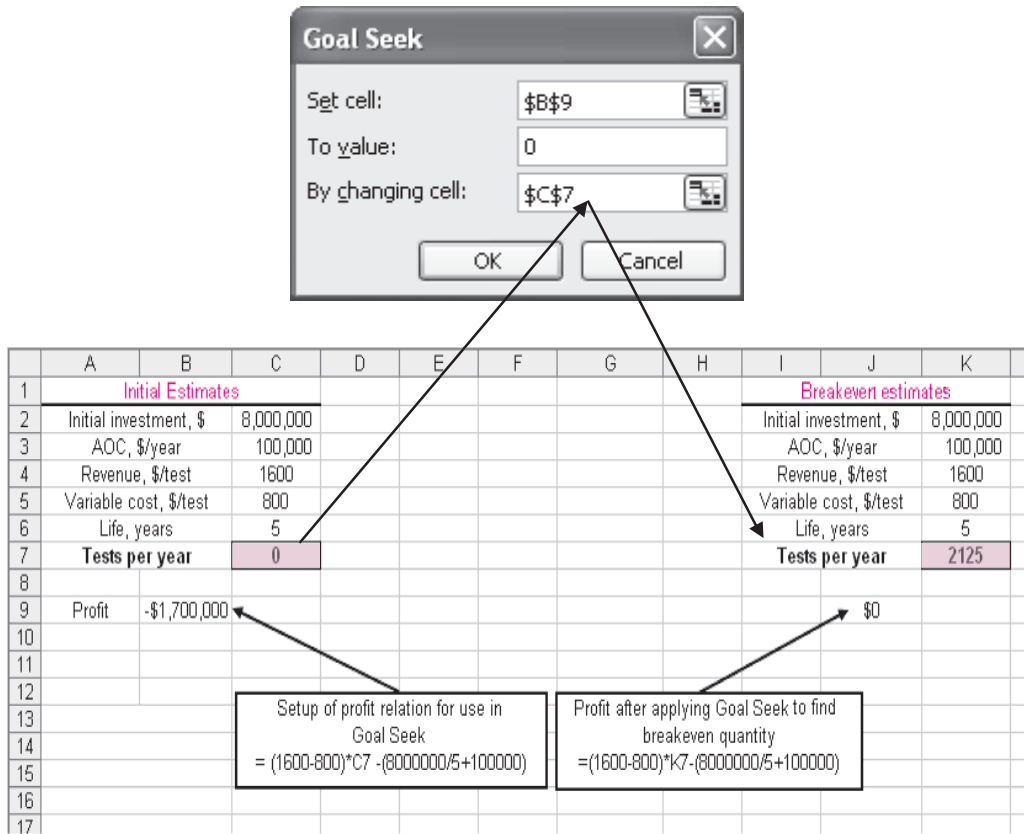 Goal Seek
Set cell: $B$9
To value: 0
By changing cell: $C$7
OK Cancel
A B C D E F G H I J K
1 Initial Estimates Breakeven estimates
2 Initial investment, $ 8,000,000 Initial investment, $ 8,000,000
3 AOC, $/year 100,000 AOC, $/year 100,000
4 Revenue, $/test 1600 Revenue, $/test 1600
5 Variable cost, $/test 800 Variable cost, $/test 800
6 Life, years 5 Life, years 5
7 Tests per year 0 Tests per year 2125
8
9 Profit -$1,700,000 $0
10
11
12
13
14
15
16
17
Setup of profit relation for use in
Goal Seek
= (1600-800)*C7 -(8000000/5+100000)
Profit after applying Goal Seek to find
breakeven quantity
=(1600-800)*K7-(8000000/5+100000)